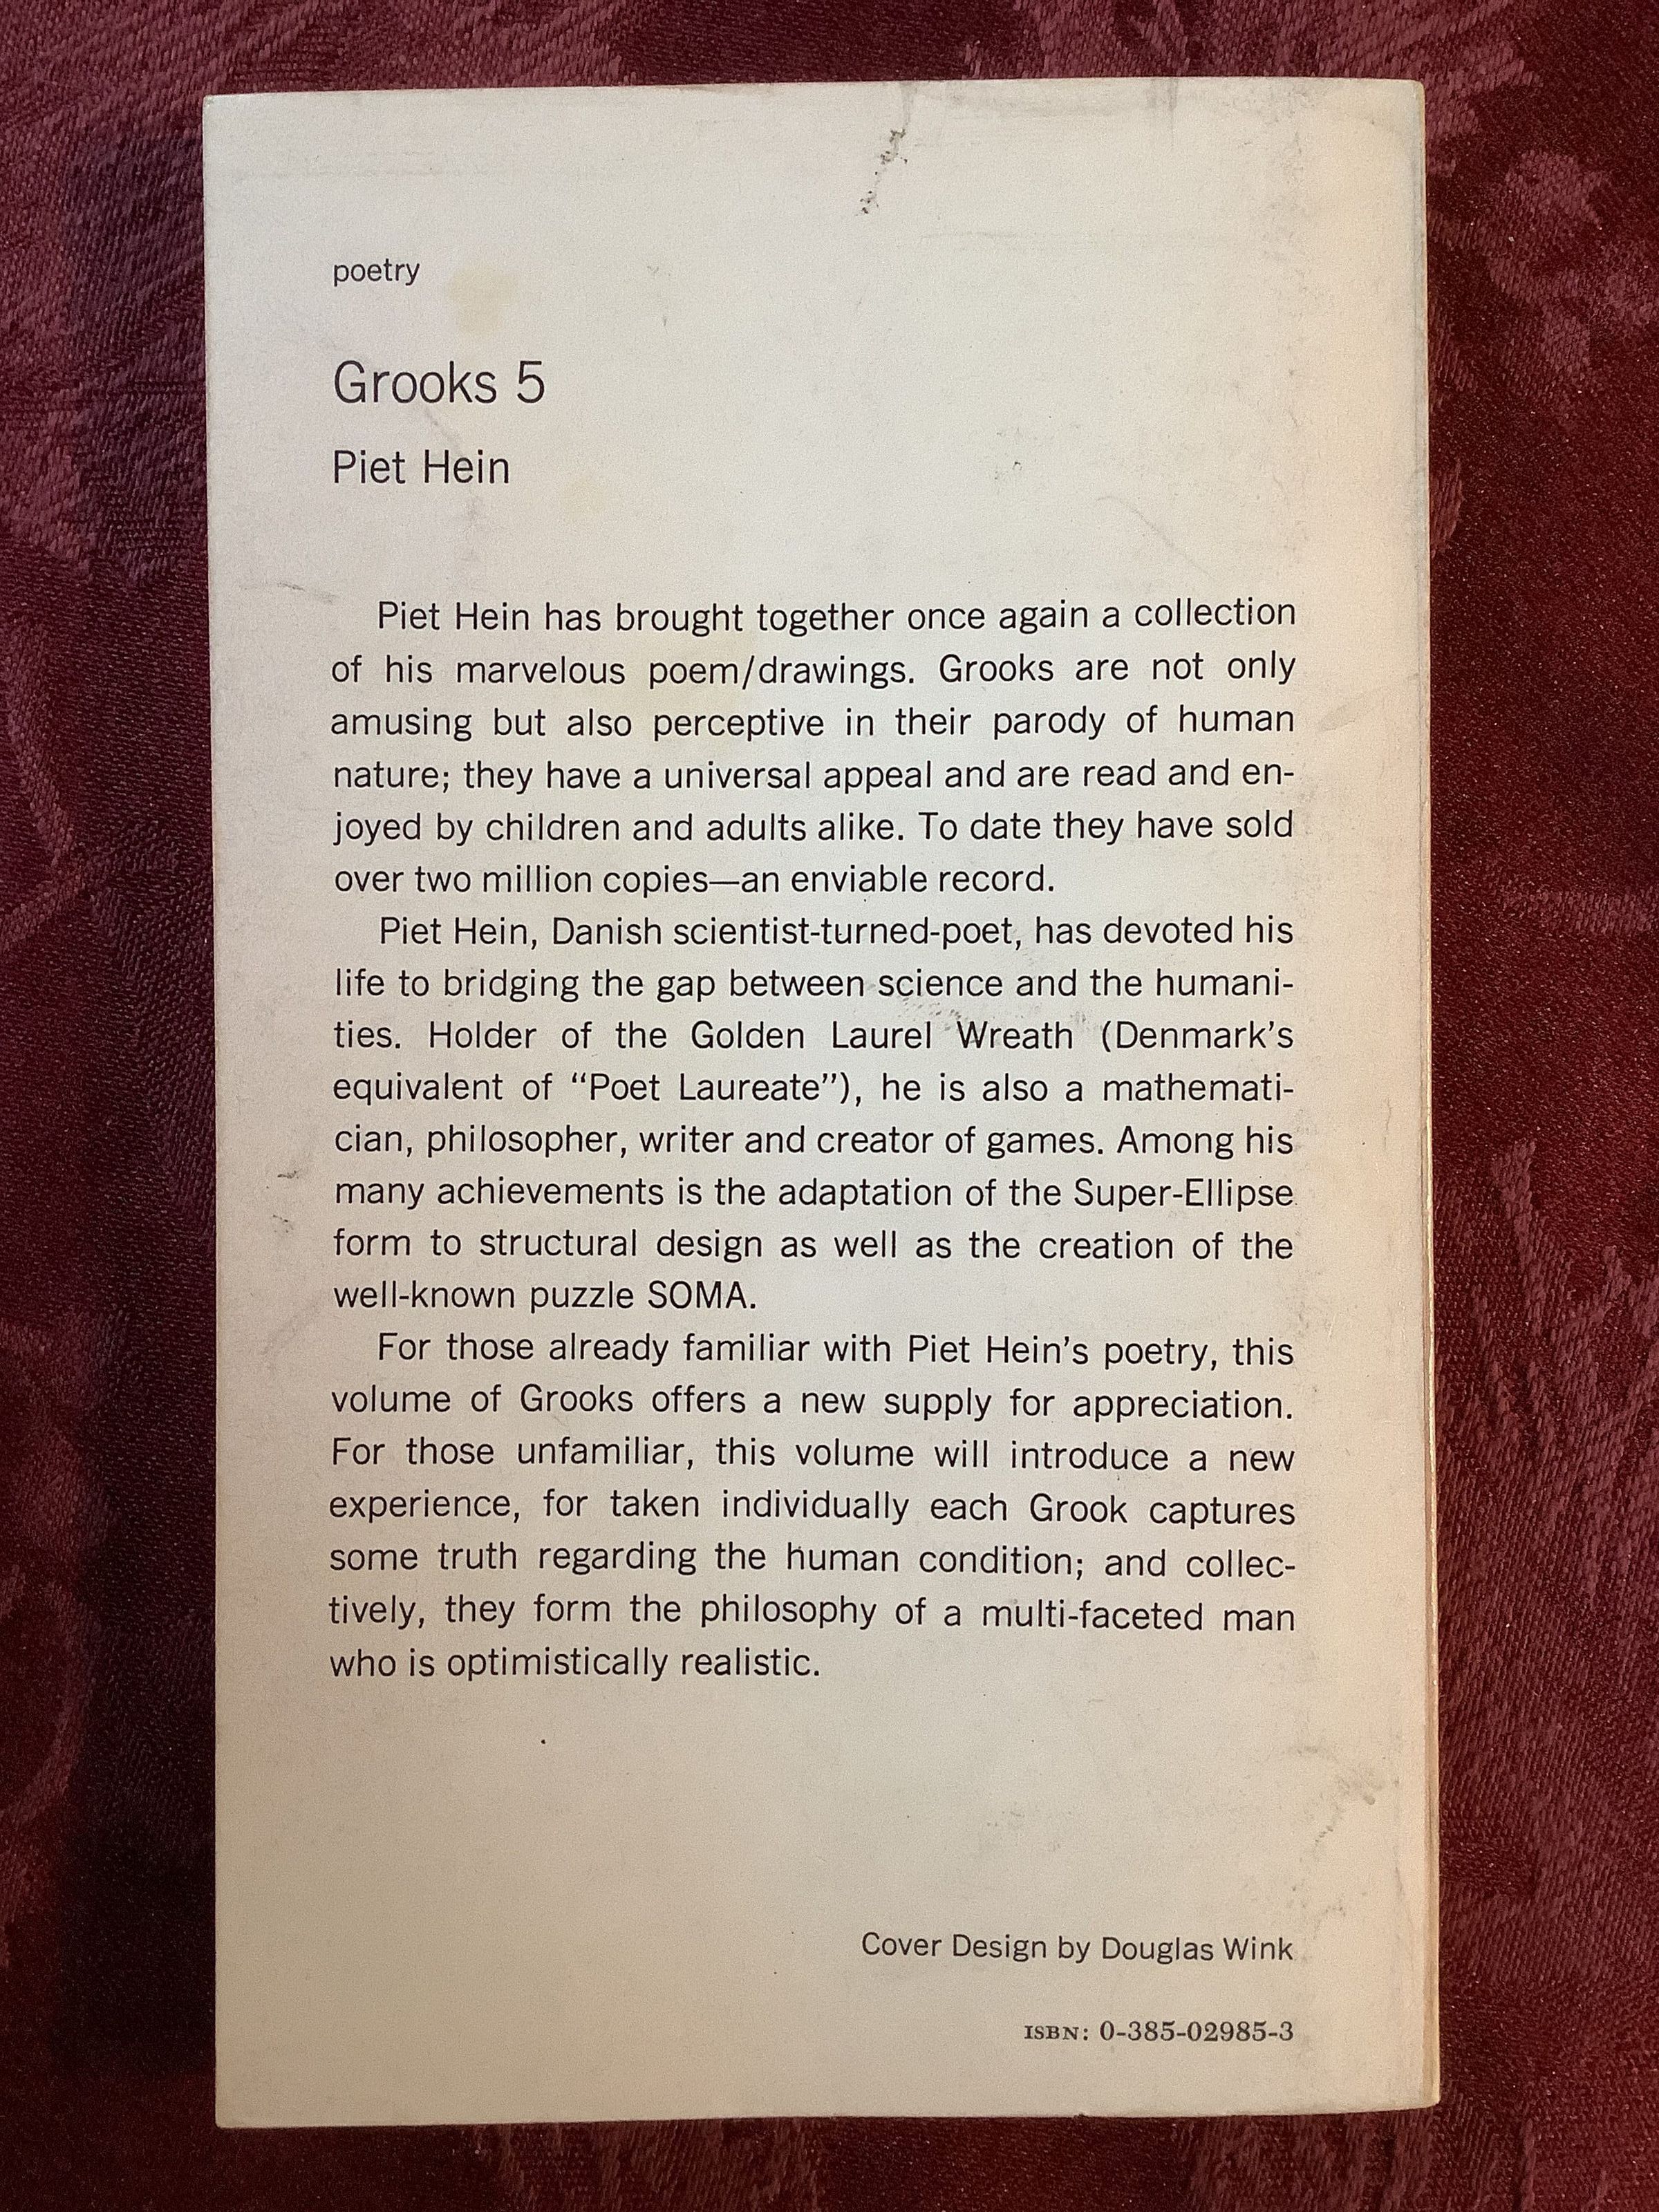 poetry
Grooks 5
Piet Hein
Piet Hein has brought together once again a collection
of his marvelous poem/drawings. Grooks are not only
amusing but also perceptive in their parody of human
nature; they have a universal appeal and are read and en-
joyed by children and adults alike. To date they have sold
over two million copies—an enviable record.
Piet Hein, Danish scientist-turned-poet, has devoted his
life to bridging the gap between science and the humani-
ties. Holder of the Golden Laurel Wreath (Denmark's
equivalent of “Poet Laureate”), he is also a mathemati-
cian, philosopher, writer and creator of games. Among his
many achievements is the adaptation of the Super-Ellipse
form to structural design as well as the creation of the
well-known puzzle SOMA.
For those already familiar with Piet Hein's poetry, this
volume of Grooks offers a new supply for appreciation.
For those unfamiliar, this volume will introduce a new
experience, for taken individually each Grook captures
some truth regarding the human condition; and collec-
tively, they form the philosophy of a multi-faceted man
who is optimistically realistic.
Cover Design by Douglas Wink
ISBN: 0-385-02985-3